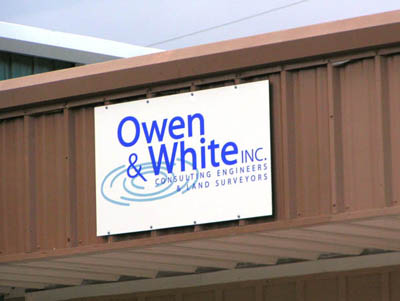 Owen
& White INC.
CONSULTING ENGINEERS
& LAND SURVEYORS